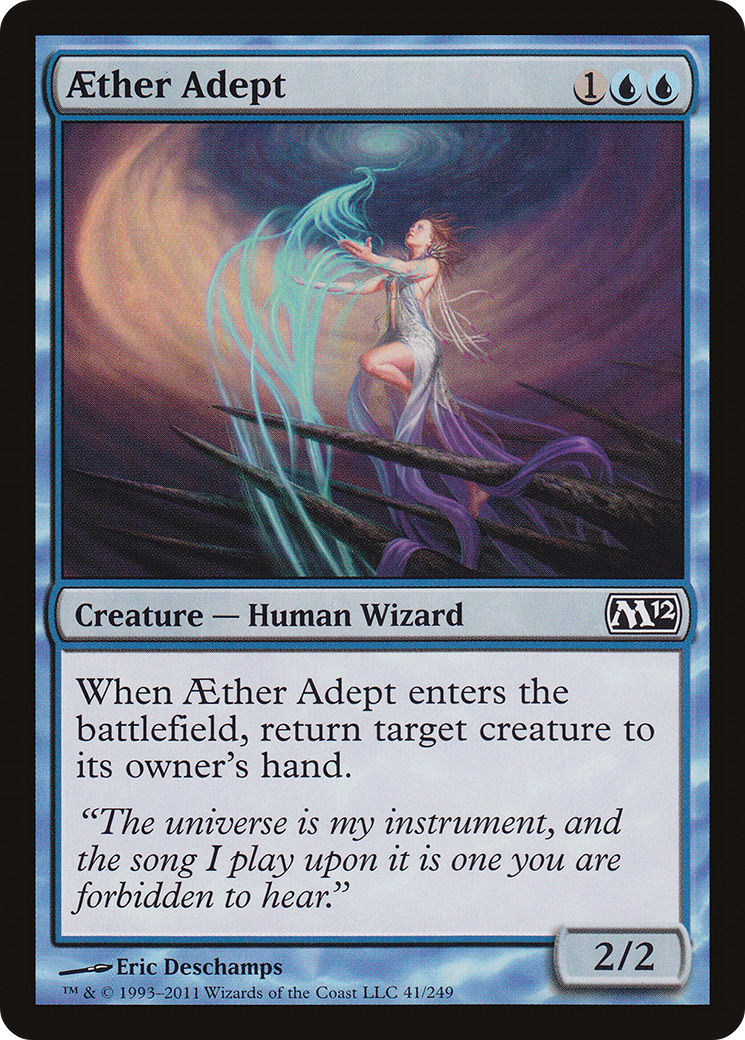 Æther Adept
1
Creature — Human Wizard
M12
When Æther Adept enters the
battlefield, return target creature to
its owner's hand.
“The universe is my instrument, and
the song I play upon it is one you are
forbidden to hear.”
2/2
Eric Deschamps
™ & © 1993–2011 Wizards of the Coast LLC 41/249